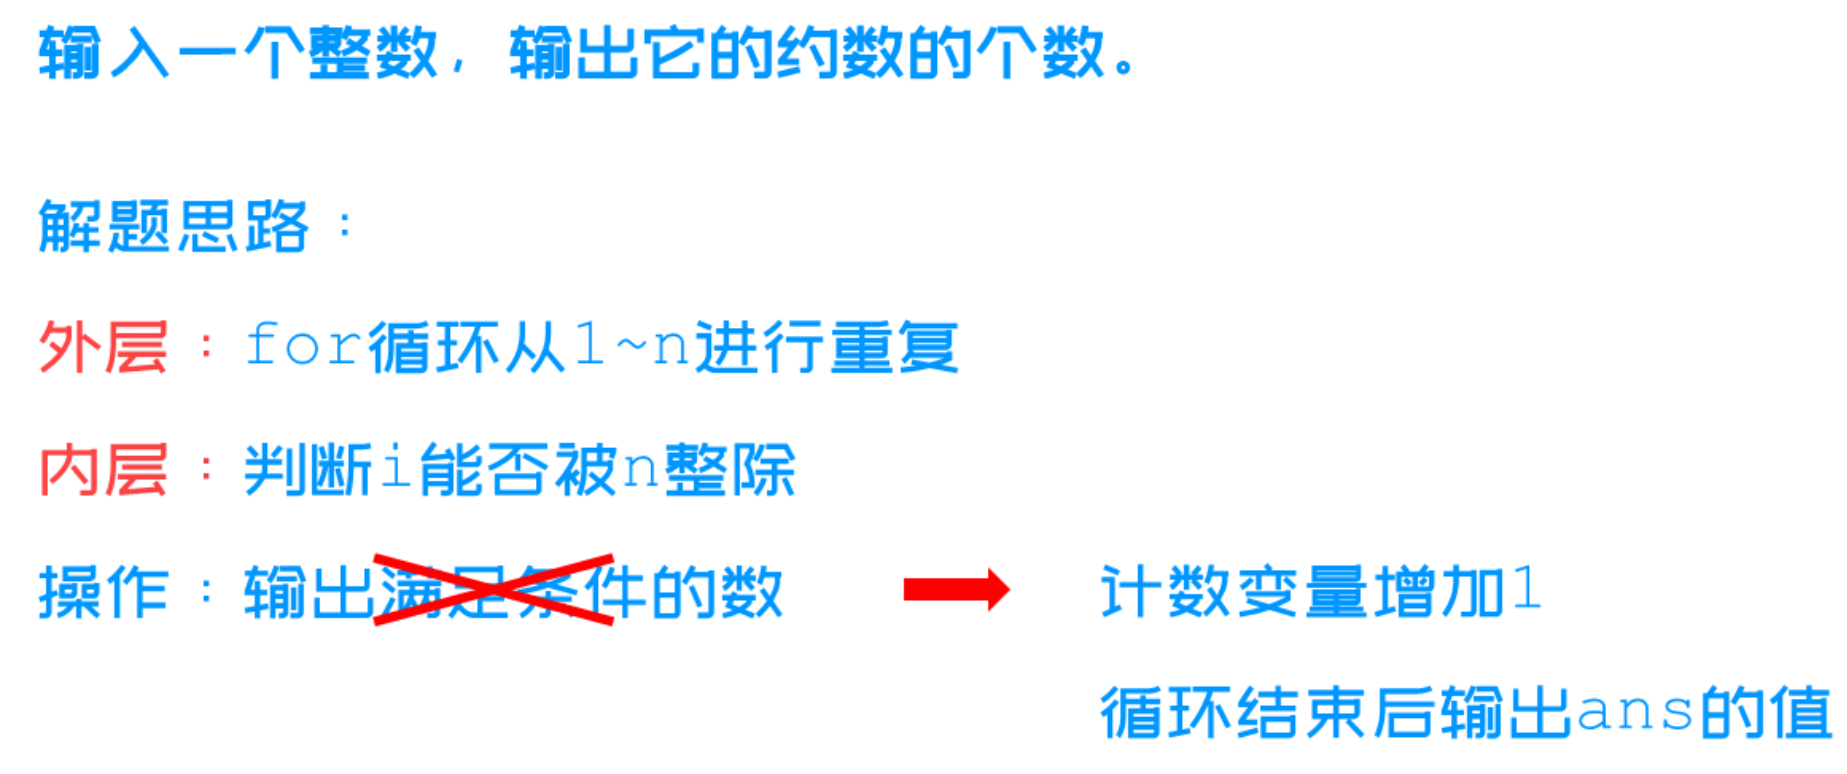 输入一个整数，输出它的约数的个数。
解题思路：
外层：for循环从1~n进行重复
内层：判断i能否被n整除
操作：输出满足条件的数 计数变量增加1
循环结束后输出ans的值